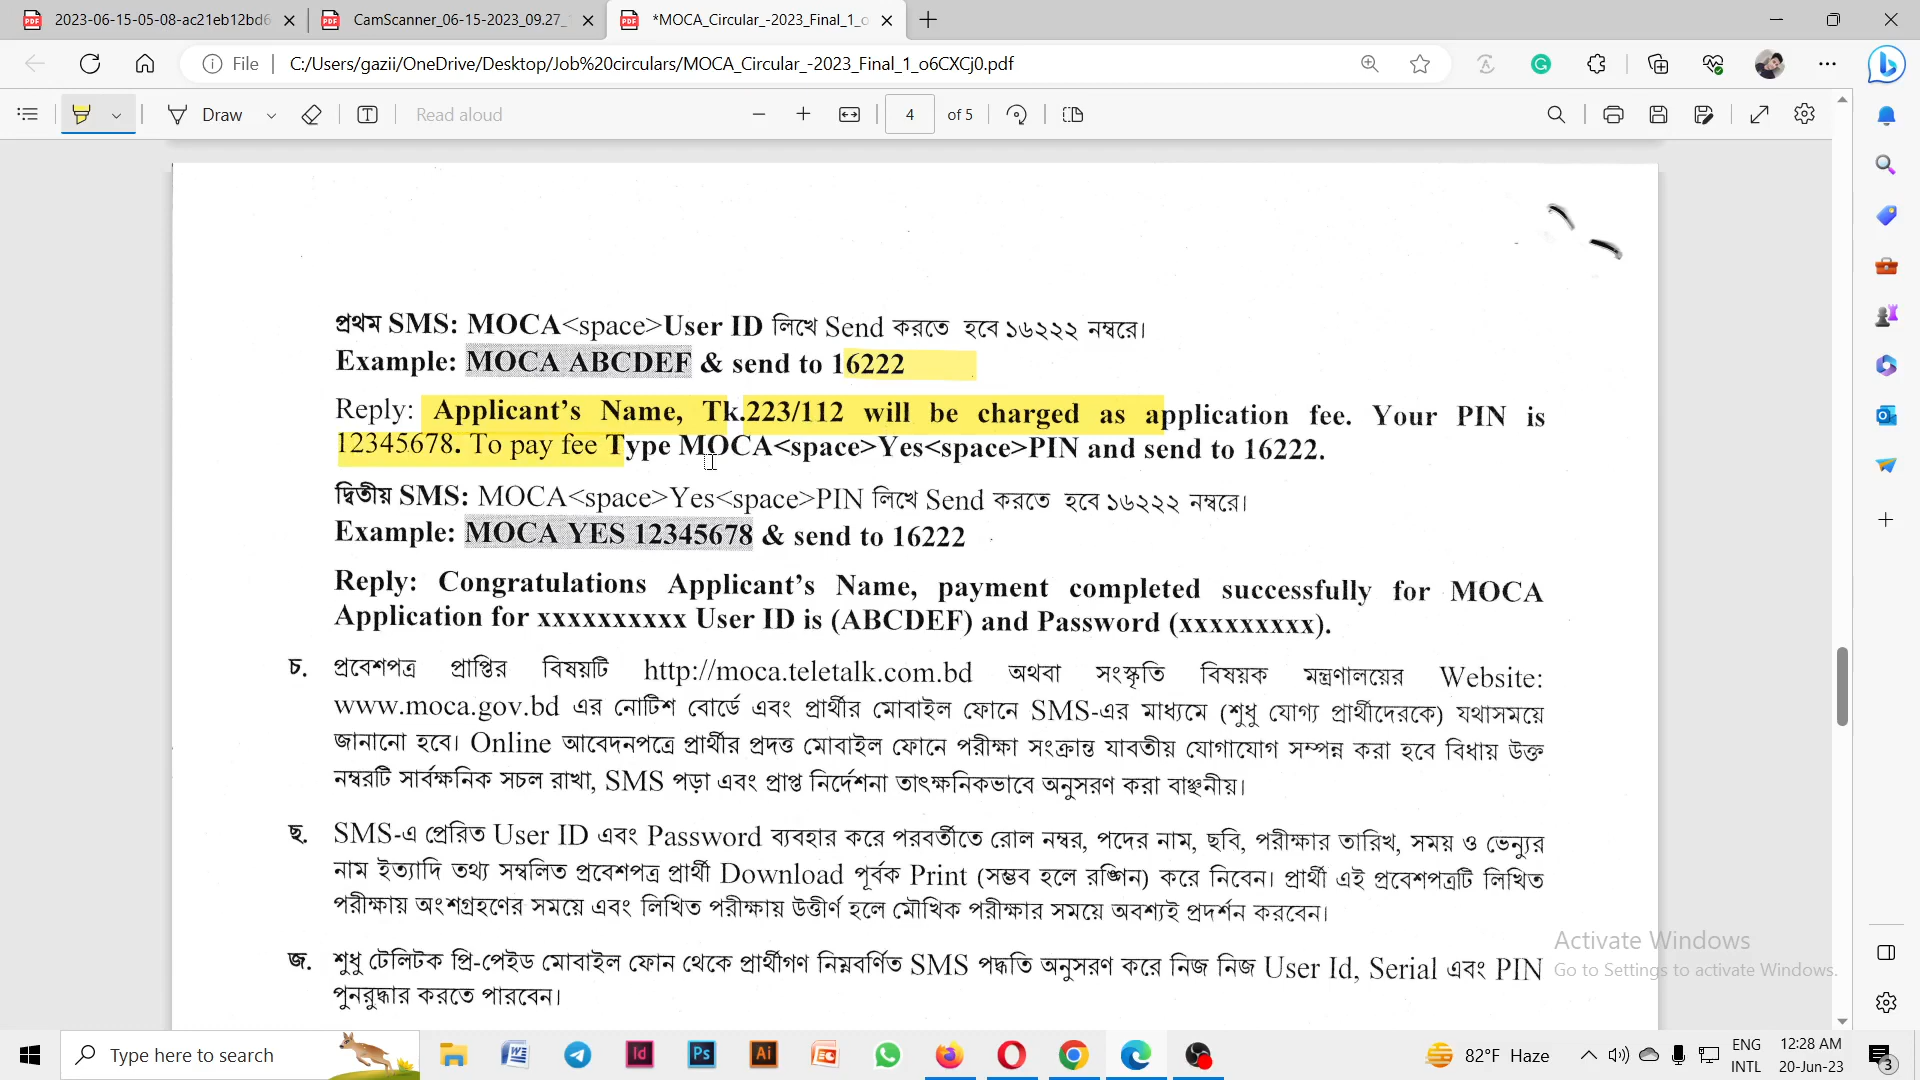 2023-06-15-05-08-ac21eb12bd6
CamScanner_06-15-2023_09.27_
*MOCA_Circular_-2023_Final_1_o
File
C:/Users/gazii/OneDrive/Desktop/Job%20circulars/MOCA_Circular_-2023_Final_1_o6CXCj0.pdf
Draw
Read aloud
4 of 5
প্রথম SMS: MOCA<space>User ID লিখে Send করতে হবে ১৬২২২ নম্বরে।
Example: MOCA ABCDEF & send to 16222
Reply: Applicant's Name, Tk.223/112 will be charged as application fee. Your PIN is
12345678. To pay fee Type MOCA<space>Yes<space>PIN and send to 16222.
দ্বিতীয় SMS: MOCA<space>Yes<space>PIN লিখে Send করতে হবে ১৬২২২ নম্বরে।
Example: MOCA YES 12345678 & send to 16222
Reply: Congratulations Applicant's Name, payment completed successfully for MOCA
Application for xxxxxxxxxx User ID is (ABCDEF) and Password (xxxxxxxxx).
চ. প্রবেশপত্র প্রাপ্তির বিষয়টি http://moca.teletalk.com.bd অথবা সংস্কৃতি বিষয়ক মন্ত্রণালয়ের Website:
www.moca.gov.bd এর নোটিশ বোর্ডে এবং প্রার্থীর মোবাইল ফোনে SMS-এর মাধ্যমে (শুধু যোগ্য প্রার্থীদেরকে) যথাসময়ে
জানানো হবে। Online আবেদনপত্রে প্রার্থীর প্রদত্ত মোবাইল ফোনে পরীক্ষা সংক্রান্ত যাবতীয় যোগাযোগ সম্পন্ন করা হবে বিধায় উক্ত
নম্বরটি সার্বক্ষনিক সচল রাখা, SMS পড়া এবং প্রাপ্ত নির্দেশনা তাৎক্ষনিকভাবে অনুসরণ করা বাঞ্ছনীয়।
ছ. SMS-এ প্রেরিত User ID এবং Password ব্যবহার করে পরবর্তীতে রোল নম্বর, পদের নাম, ছবি, পরীক্ষার তারিখ, সময় ও ভেন্যুর
নাম ইত্যাদি তথ্য সম্বলিত প্রবেশপত্র প্রার্থী Download পূর্বক Print (সম্ভব হলে রঙ্গিন) করে নিবেন। প্রার্থী এই প্রবেশপত্রটি লিখিত
পরীক্ষায় অংশগ্রহণের সময়ে এবং লিখিত পরীক্ষায় উত্তীর্ণ হলে মৌখিক পরীক্ষার সময়ে অবশ্যই প্রদর্শন করবেন।
জ. শুধু টেলিটক প্রি-পেইড মোবাইল ফোন থেকে প্রার্থীগণ নিম্নবর্ণিত SMS পদ্ধতি অনুসরণ করে নিজ নিজ User Id, Serial এবং PIN
পুনরুদ্ধার করতে পারবেন।
Activate Windows
Go to Settings to activate Windows.
Type here to search
82°F Haze
ENG
INTL
12:28 AM
20-Jun-23
3